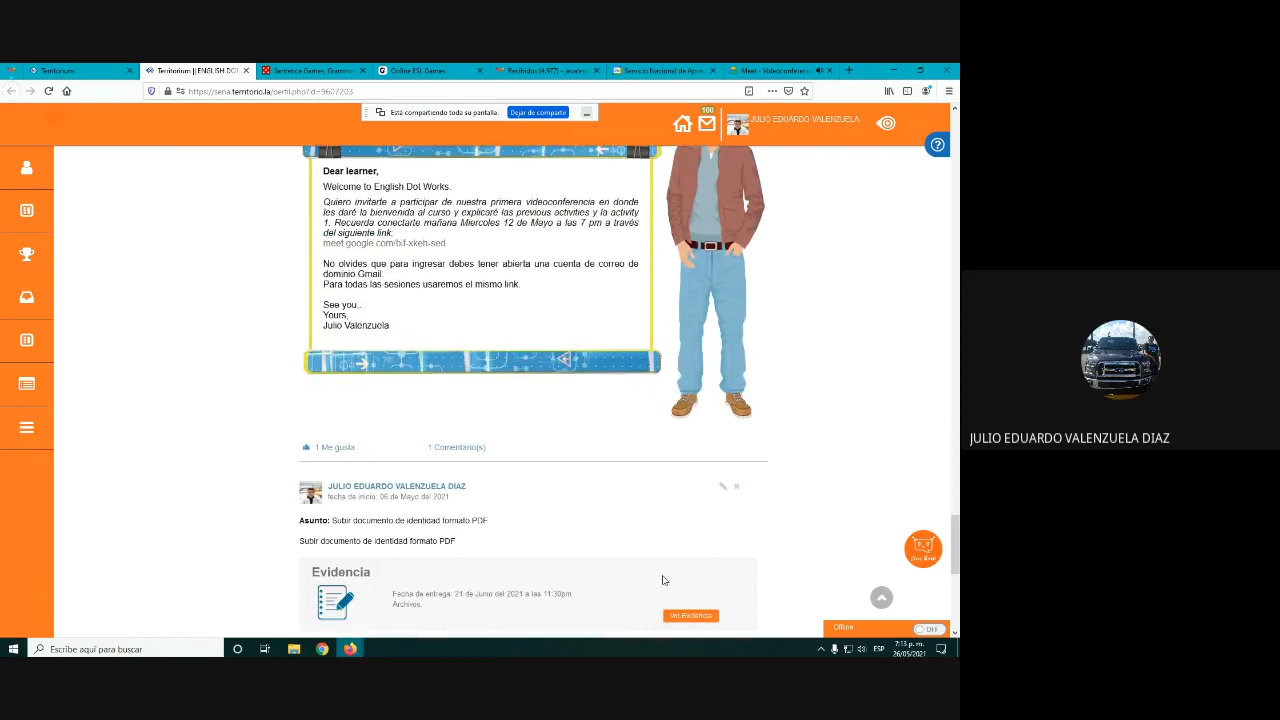 Territorium
Territorium || ENGLISH DOT
Sentence Games, Gramma
Online ESL Games
Recibidos (4.977) - jevalenz
Servicio Nacional de Apren
Meet - Videoconferen
https://sena.territorio.la/perfil.php?id=9607203
Está compartiendo toda su pantalla.
Dejar de compartir
100
JULIO EDUARDO VALENZUELA
Dear learner,
Welcome to English Dot Works.
Quiero invitarte a participar de nuestra primera videoconferencia en donde
les daré la bienvenida al curso y explicaré las previous activities y la activity
1. Recuerda conectarte mañana Miercoles 12 de Mayo a las 7 pm a través
del siguiente link:
meet.google.com/bif-xkeh-sed
No olvides que para ingresar debes tener abierta una cuenta de correo de
dominio Gmail.
Para todas las sesiones usaremos el mismo link.
See you..
Yours,
Julio Valenzuela
1 Me gusta
1 Comentario(s)
JULIO EDUARDO VALENZUELA DIAZ
fecha de inicio: 06 de Mayo del 2021
Asunto: Subir documento de identidad formato PDF
Subir documento de identidad formato PDF
Evidencia
Fecha de entrega: 21 de Junio del 2021 a las 11:30pm
Archivos:
Ver Evidencia
Offline
OFF
Escribe aquí para buscar
ESP
7:13 p. m.
26/05/2021
JULIO EDUARDO VALENZUELA DIAZ